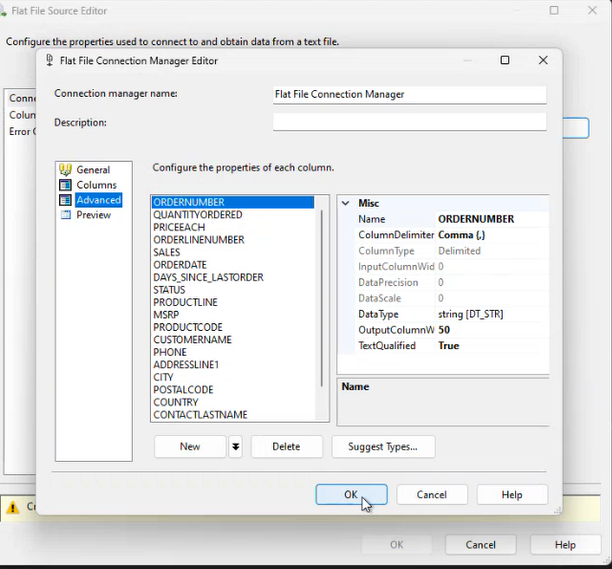 Flat File Source Editor
Configure the properties used to connect to and obtain data from a text file.
Flat File Connection Manager Editor
Connection manager name:
Flat File Connection Manager
Description:
General
Columns
Advanced
Preview
Configure the properties of each column.
ORDERNUMBER
QUANTITYORDERED
PRICEEACH
ORDERLINENUMBER
SALES
ORDERDATE
DAYS_SINCE_LASTORDER
STATUS
PRODUCTLINE
MSRP
PRODUCTCODE
CUSTOMERNAME
PHONE
ADDRESSLINE1
CITY
POSTALCODE
COUNTRY
CONTACTLASTNAME
Misc
Name ORDERNUMBER
ColumnDelimiter Comma {,}
ColumnType Delimited
InputColumnWid 0
DataPrecision 0
DataScale 0
DataType string [DT_STR]
OutputColumnW 50
TextQualified True
Name
New
Delete
Suggest Types...
OK
Cancel
Help
OK
Cancel
Help